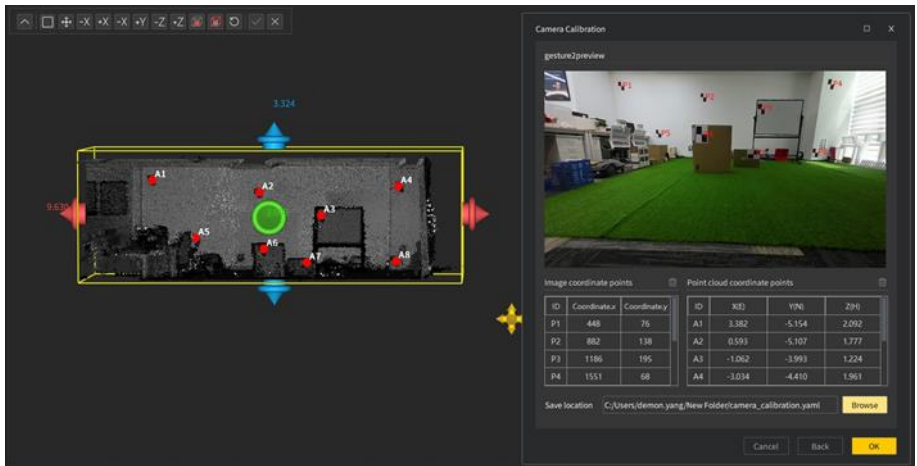 -X +X -X +Y -Z +Z
Camera Calibration
X
gesture2preview
3.324
9.630
A1
A2
A3
A4
A5
A6
A7
A8
P1
P2
P3
P4
P5
Image coordinate points
ID Coordinate.x Coordinate.y
P1 448 76
P2 882 138
P3 1186 195
P4 1551 68
Point cloud coordinate points
ID X(E) Y(N) Z(H)
A1 3.382 -5.154 2.092
A2 0.593 -5.107 1.777
A3 -1.062 -3.993 1.224
A4 -3.034 -4.410 1.961
Save location C:/Users/demon.yang/New Folder/camera_calibration.yaml Browse
Cancel Back OK